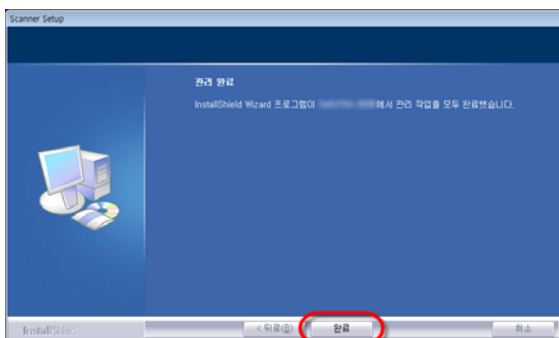 Scanner Setup
관리 완료
InstallShield Wizard 프로그램이 에서 관리 작업을 모두 완료했습니다.
InstallShield
< 뒤로(B)
완료
취소